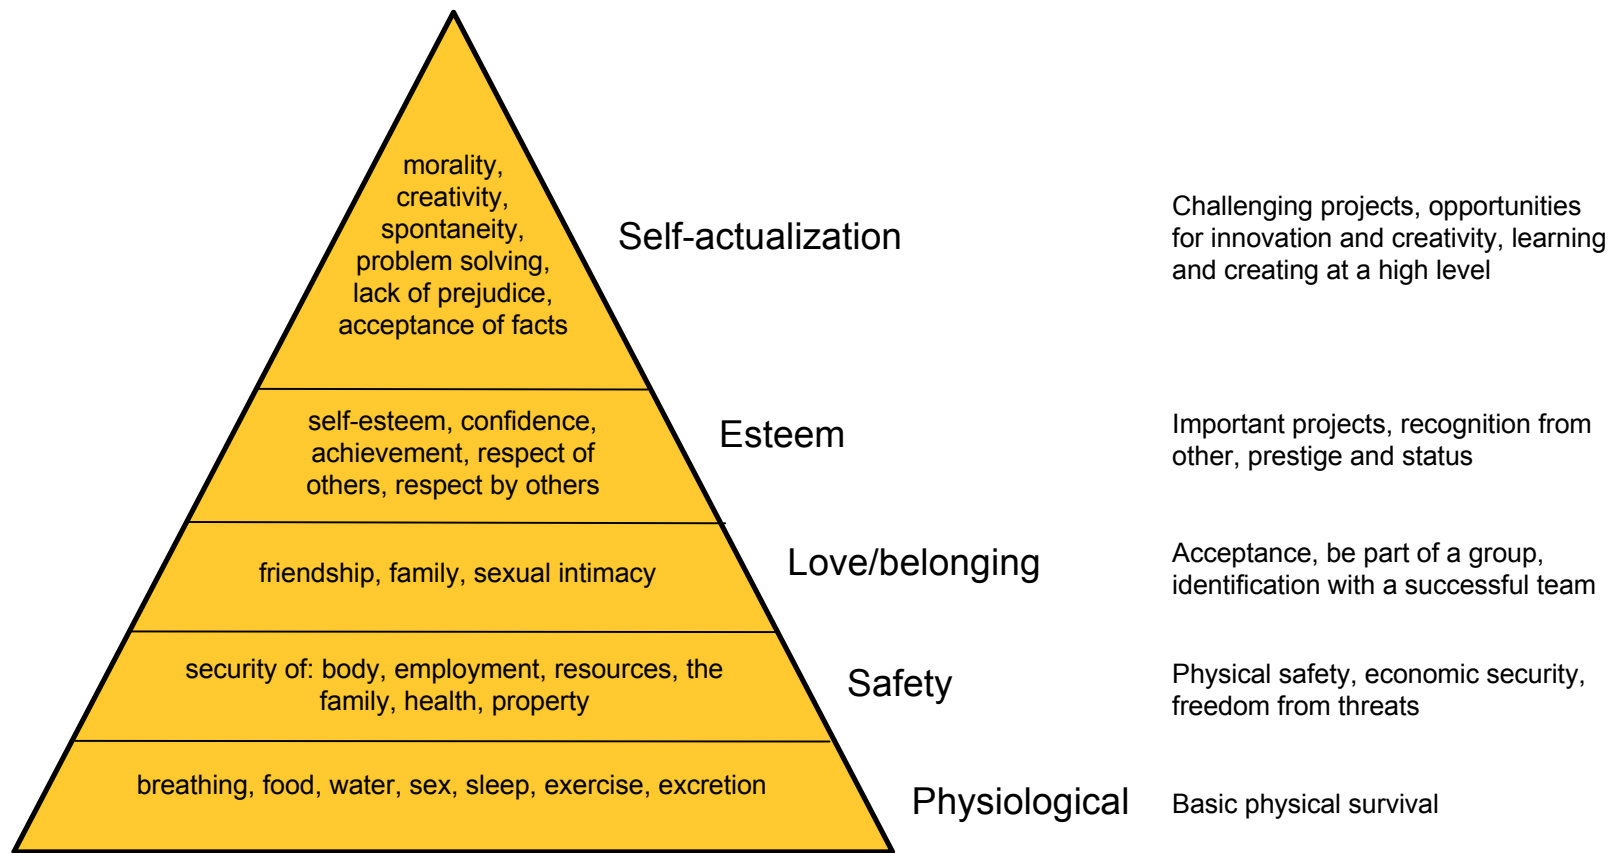 morality,
creativity,
spontaneity,
problem solving,
lack of prejudice,
acceptance of facts
Self-actualization
Challenging projects, opportunities
for innovation and creativity, learning
and creating at a high level
self-esteem, confidence,
achievement, respect of
others, respect by others
Esteem
Important projects, recognition from
other, prestige and status
friendship, family, sexual intimacy
Love/belonging
Acceptance, be part of a group,
identification with a successful team
security of: body, employment, resources, the
family, health, property
Safety
Physical safety, economic security,
freedom from threats
breathing, food, water, sex, sleep, exercise, excretion
Physiological
Basic physical survival